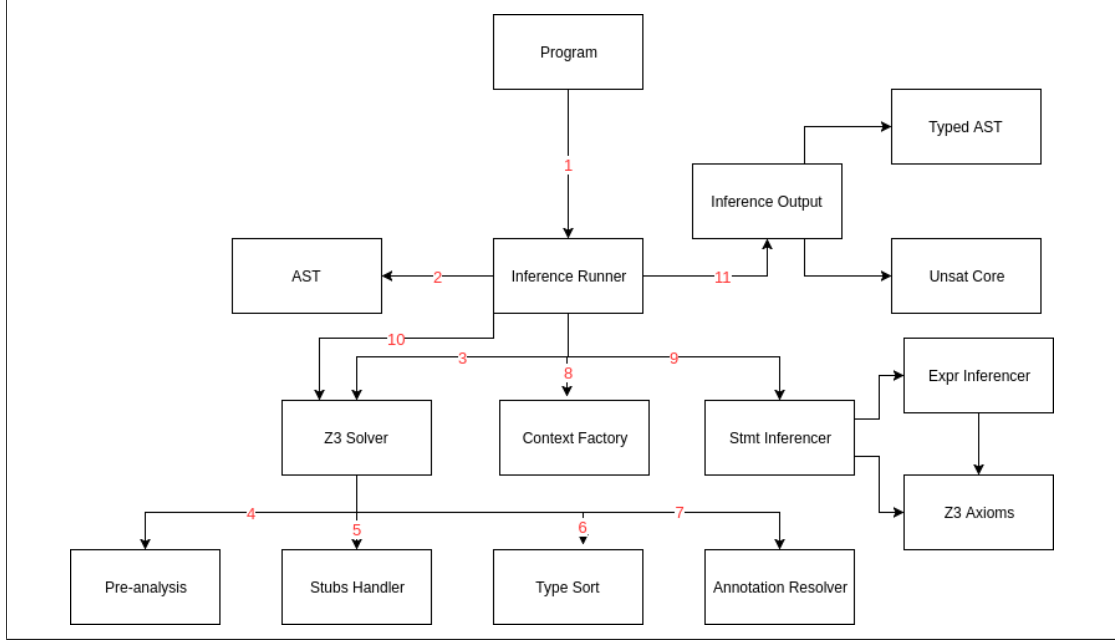 Program
Typed AST
1
Inference Output
AST
2
Inference Runner
11
Unsat Core
10
3
8
9
Expr Inferencer
Z3 Solver
Context Factory
Stmt Inferencer
4
5
6
7
Z3 Axioms
Pre-analysis
Stubs Handler
Type Sort
Annotation Resolver